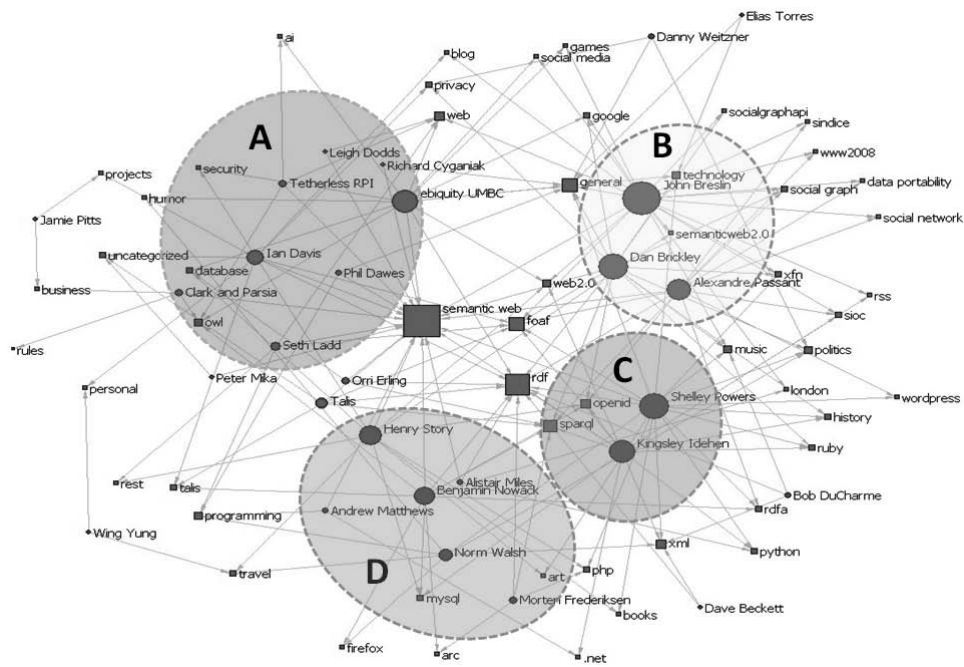 Elias Torres
ai
Danny Weitzner
games
blog
social media
privacy
web
google
socialgraphapi
sindice
A
B
Leigh Dodds
Richard Cyganiak
www2008
security
Tetherless RPI
ebiquity UMBC
general
technology
John Breslin
social graph
data portability
projects
humor
Jamie Pitts
social network
semanticweb2.0
uncategorized
Ian Davis
database
Phil Dawes
Dan Brickley
xfn
business
Clark and Parsia
web2.0
Alexandre Passant
rss
owl
semantic web
foaf
sioc
rules
Seth Ladd
music
politics
Peter Mika
Orri Erling
rdf
C
personal
london
wordpress
Talis
openid
Shelley Powers
history
sparql
Henry Story
Kingsley Idehen
ruby
rest
talis
Alistair Miles
Benjamin Nowack
Bob DuCharme
programming
Andrew Matthews
rdfa
Wing Yung
xml
python
Norm Walsh
D
travel
art
php
mysql
Morten Frederiksen
books
Dave Beckett
firefox
arc
.net